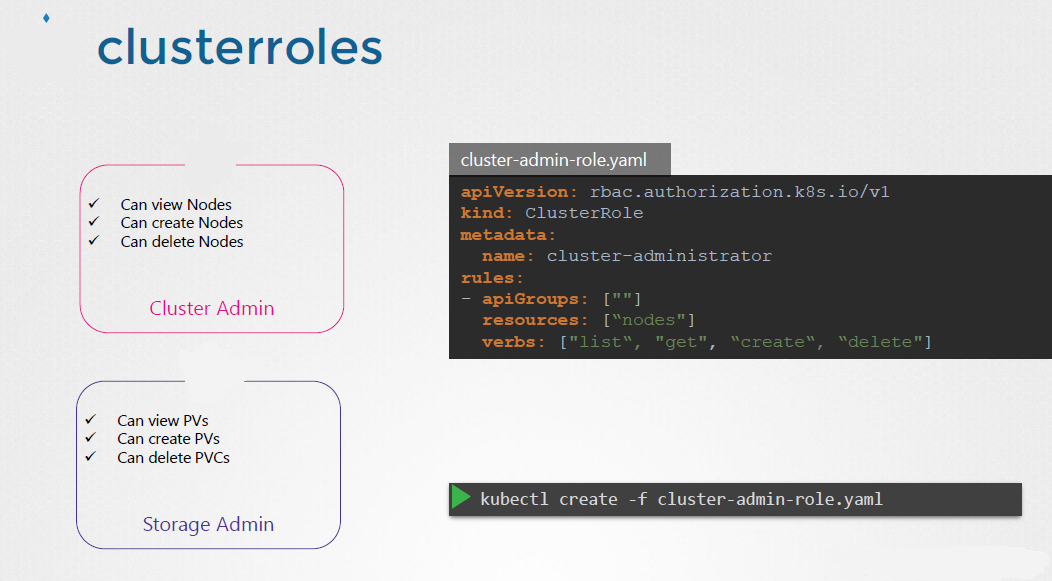 clusterroles
✓ Can view Nodes
✓ Can create Nodes
✓ Can delete Nodes
Cluster Admin
✓ Can view PVs
✓ Can create PVs
✓ Can delete PVCs
Storage Admin
cluster-admin-role.yaml
apiVersion: rbac.authorization.k8s.io/v1
kind: ClusterRole
metadata:
  name: cluster-administrator
rules:
- apiGroups: [""]
  resources: [“nodes"]
  verbs: ["list“, "get", “create“, “delete"]
kubectl create -f cluster-admin-role.yaml